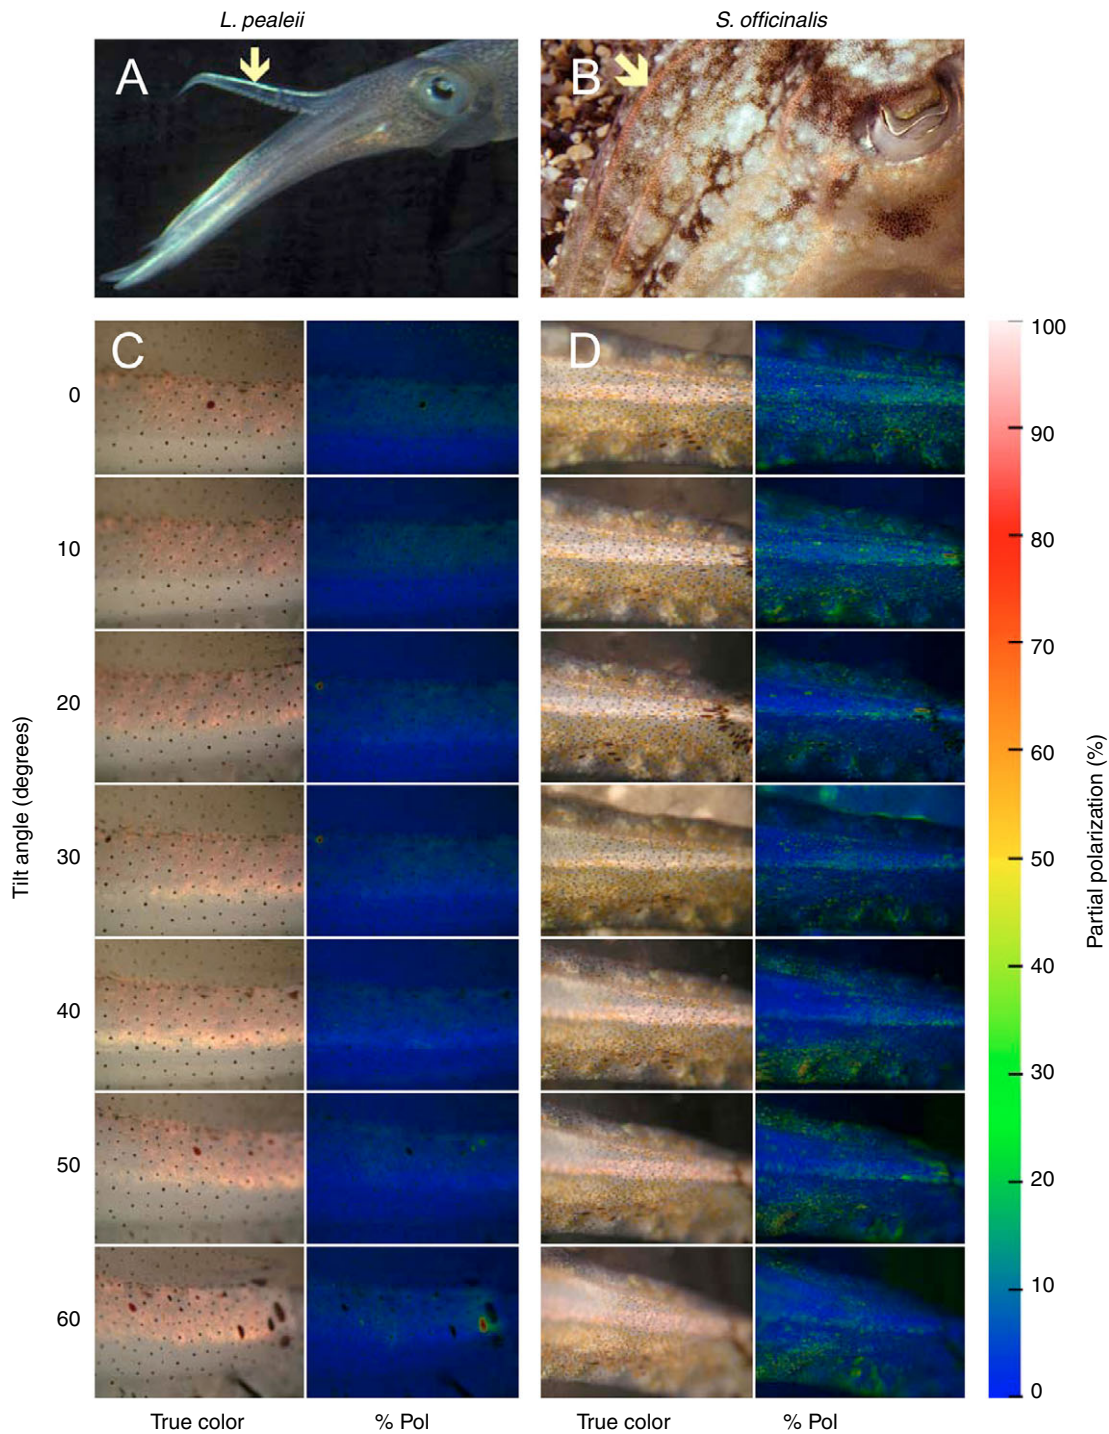 L. pealeii
S. officinalis
A
B
C
D
0
10
20
30
40
50
60
Tilt angle (degrees)
100
90
80
70
60
50
40
30
20
10
0
Partial polarization (%)
True color
% Pol
True color
% Pol